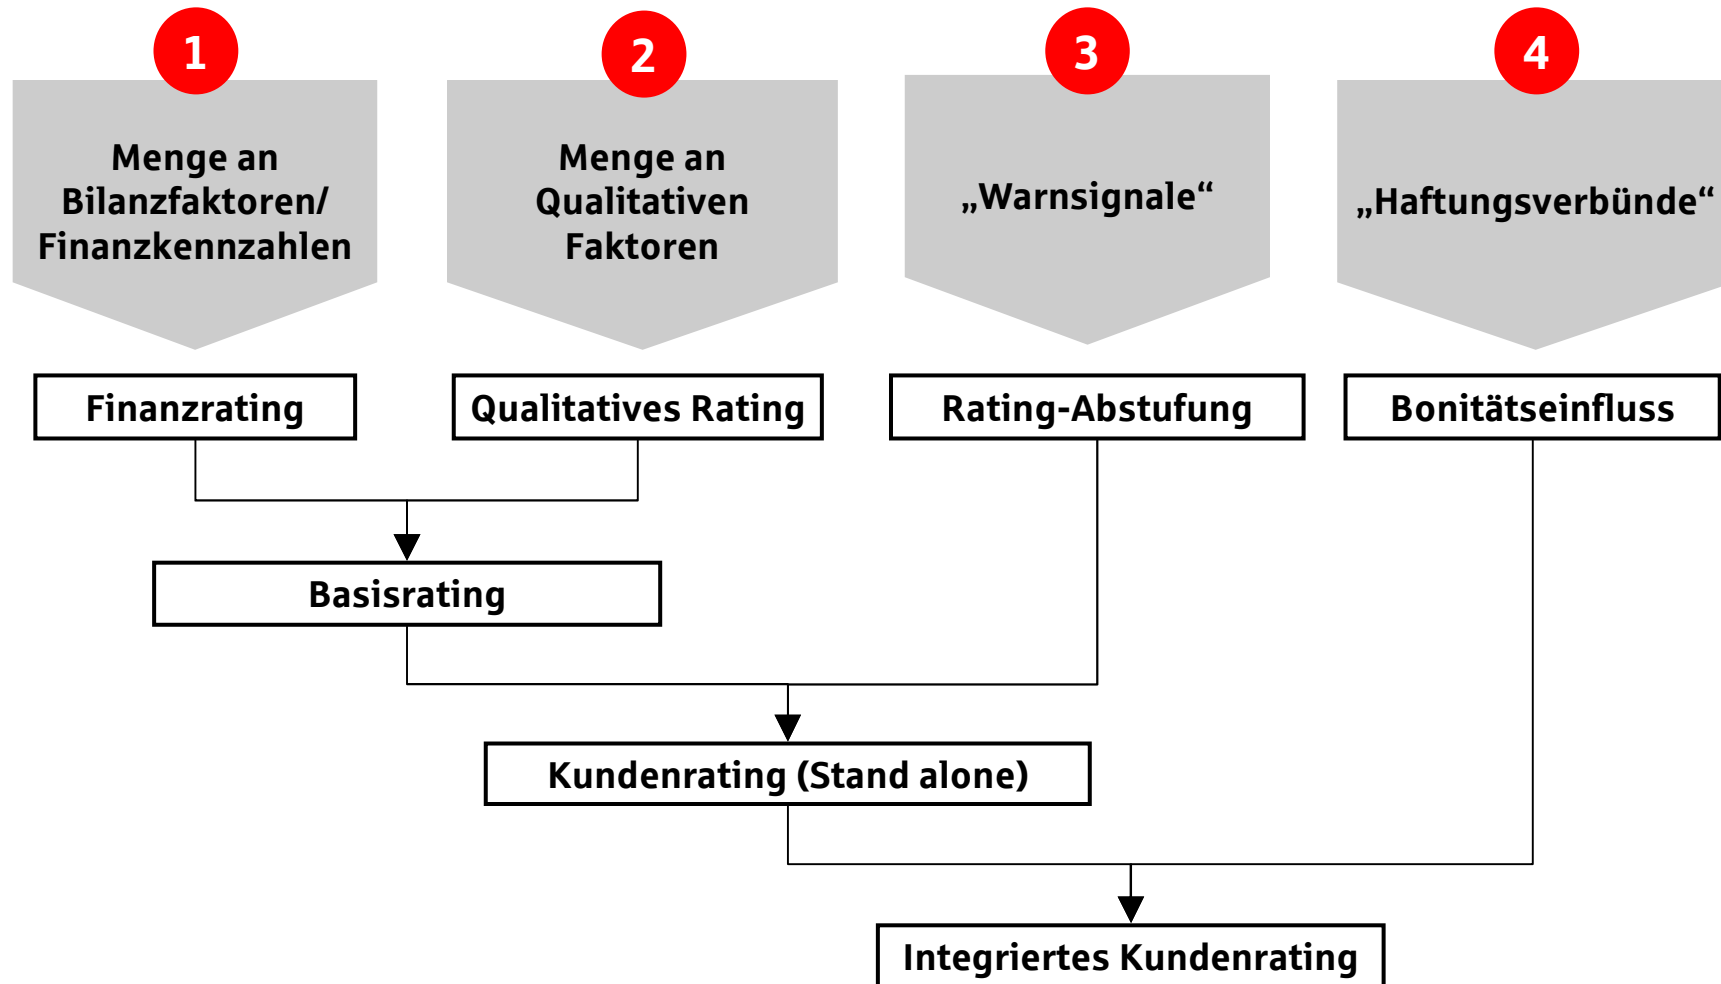 1
2
3
4
Menge an
Bilanzfaktoren/
Finanzkennzahlen
Menge an
Qualitativen
Faktoren
„Warnsignale“
„Haftungsverbünde“
Finanzrating
Qualitatives Rating
Rating-Abstufung
Bonitätseinfluss
Basisrating
Kundenrating (Stand alone)
Integriertes Kundenrating